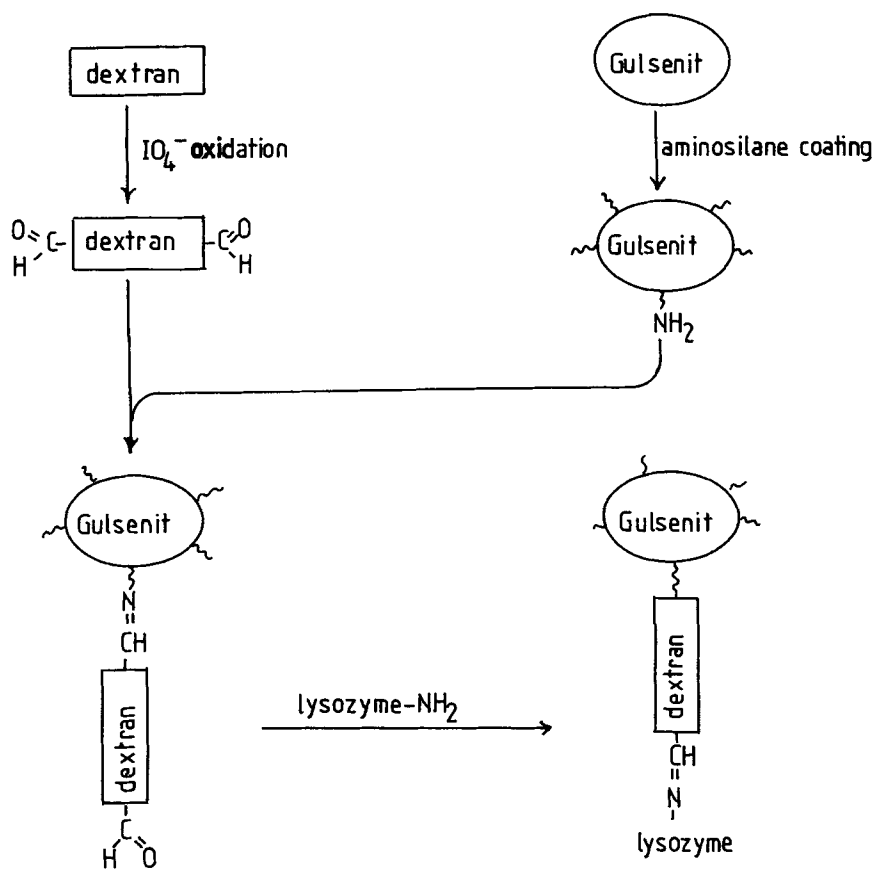 dextran
Gulsenit
IO4⁻ oxidation
aminosilane coating
O
C
H
dextran
C
O
H
Gulsenit
NH2
Gulsenit
N
CH
dextran
C
H
O
lysozyme-NH2
Gulsenit
dextran
CH
N
lysozyme